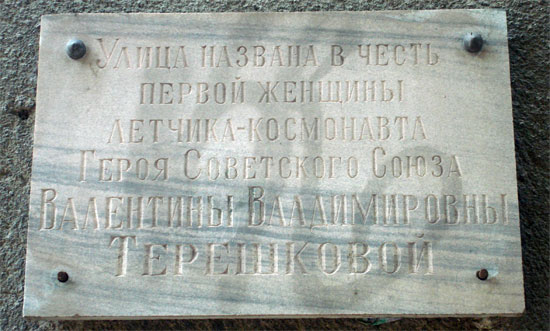 Улица названа в честь
первой женщины
летчика-космонавта
Героя Советского Союза
Валентины Владимировны
Терешковой